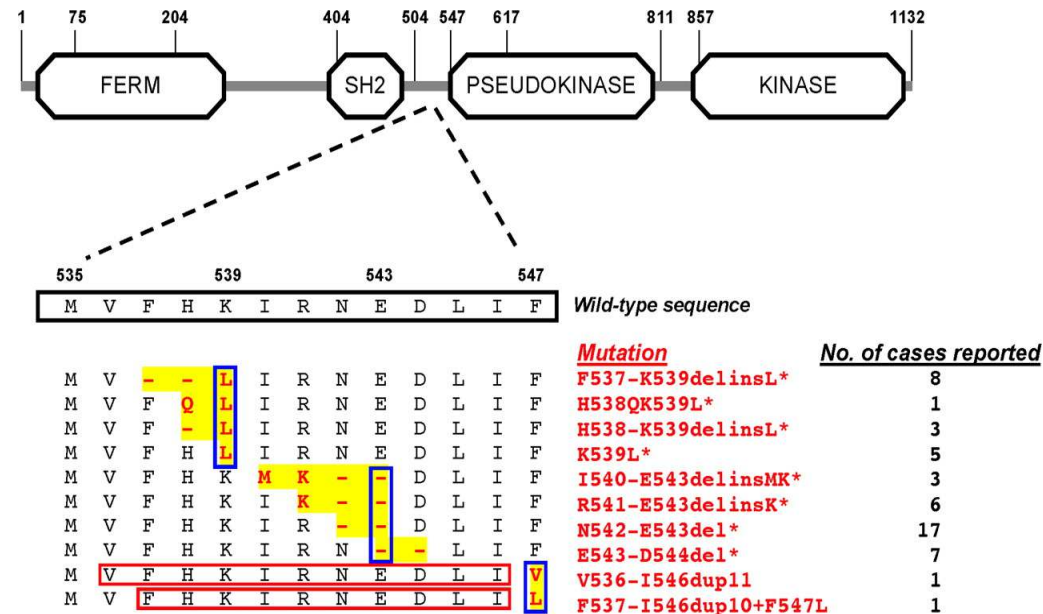 1 75 204 404 504 547 617 811 857 1132
FERM SH2 PSEUDOKINASE KINASE
535 539 543 547
M V F H K I R N E D L I F Wild-type sequence
Mutation No. of cases reported
M V - - L I R N E D L I F F537-K539delinsL* 8
M V F Q L I R N E D L I F H538QK539L* 1
M V F - L I R N E D L I F H538-K539delinsL* 3
M V F H L I R N E D L I F K539L* 5
M V F H K M K - - D L I F I540-E543delinsMK* 3
M V F H K I K - - D L I F R541-E543delinsK* 6
M V F H K I R - - D L I F N542-E543del* 17
M V F H K I R N - - L I F E543-D544del* 7
M V F H K I R N E D L I V V536-I546dup11 1
M V F H K I R N E D L I L F537-I546dup10+F547L 1